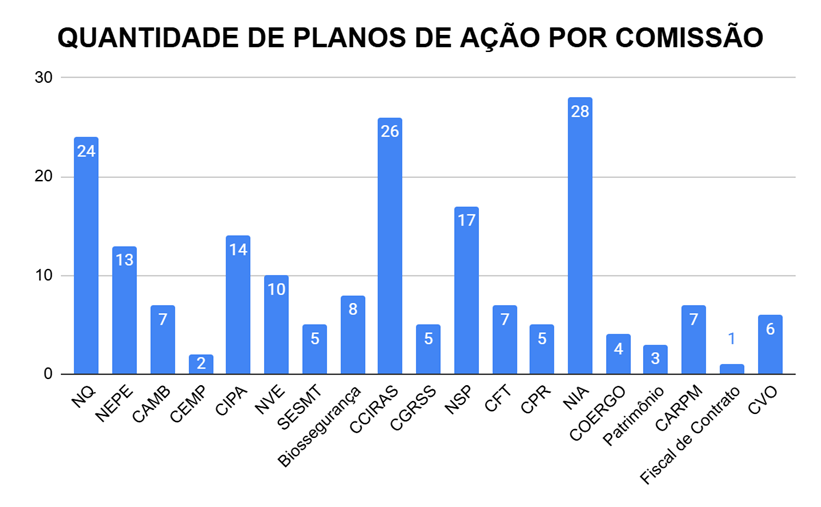 QUANTIDADE DE PLANOS DE AÇÃO POR COMISSÃO
30
20
10
0
24
13
7
2
14
10
5
8
26
5
17
7
5
28
4
3
7
1
6
NQ
NEPE
CAMB
CEMP
CIPA
NVE
SESMT
Biossegurança
CCIRAS
CGRSS
NSP
CFT
CPR
NIA
COERGO
Patrimônio
CARPM
Fiscal de Contrato
CVO